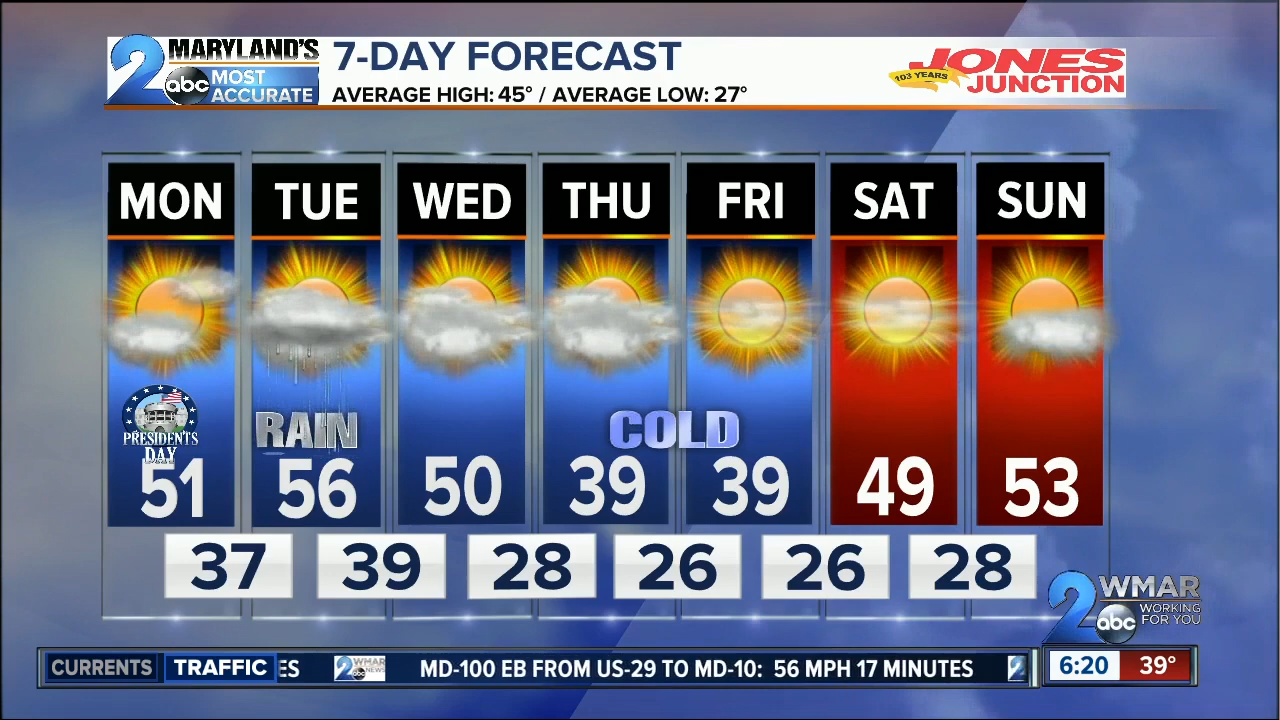 2 abc MARYLAND'S MOST ACCURATE
7-DAY FORECAST
AVERAGE HIGH: 45° / AVERAGE LOW: 27°
103 YEARS
JONES
JUNCTION
MON TUE WED THU FRI SAT SUN
PRESIDENTS
DAY
RAIN
COLD
51 56 50 39 39 49 53
37 39 28 26 26 28
2 abc WMAR
WORKING
FOR YOU
CURRENTS TRAFFIC ES 2 abc WMAR NEWS MD-100 EB FROM US-29 TO MD-10: 56 MPH 17 MINUTES 2
6:20 39°